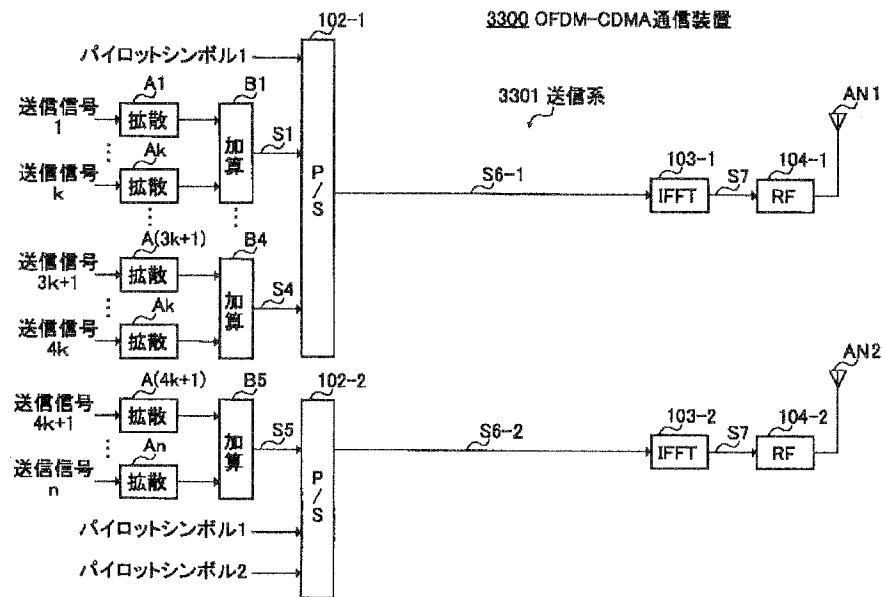 3300 OFDM-CDMA通信装置
102-1
パイロットシンボル1
3301 送信系
AN1
A1
B1
送信信号
1
拡散
加算
S1
Ak
送信信号
k
拡散
P/S
S6-1
103-1
IFFT
S7
104-1
RF
A(3k+1)
B4
送信信号
3k+1
拡散
加算
S4
Ak
送信信号
4k
拡散
AN2
A(4k+1)
B5
102-2
送信信号
4k+1
拡散
加算
S5
An
送信信号
n
拡散
P/S
S6-2
103-2
IFFT
S7
104-2
RF
パイロットシンボル1
パイロットシンボル2